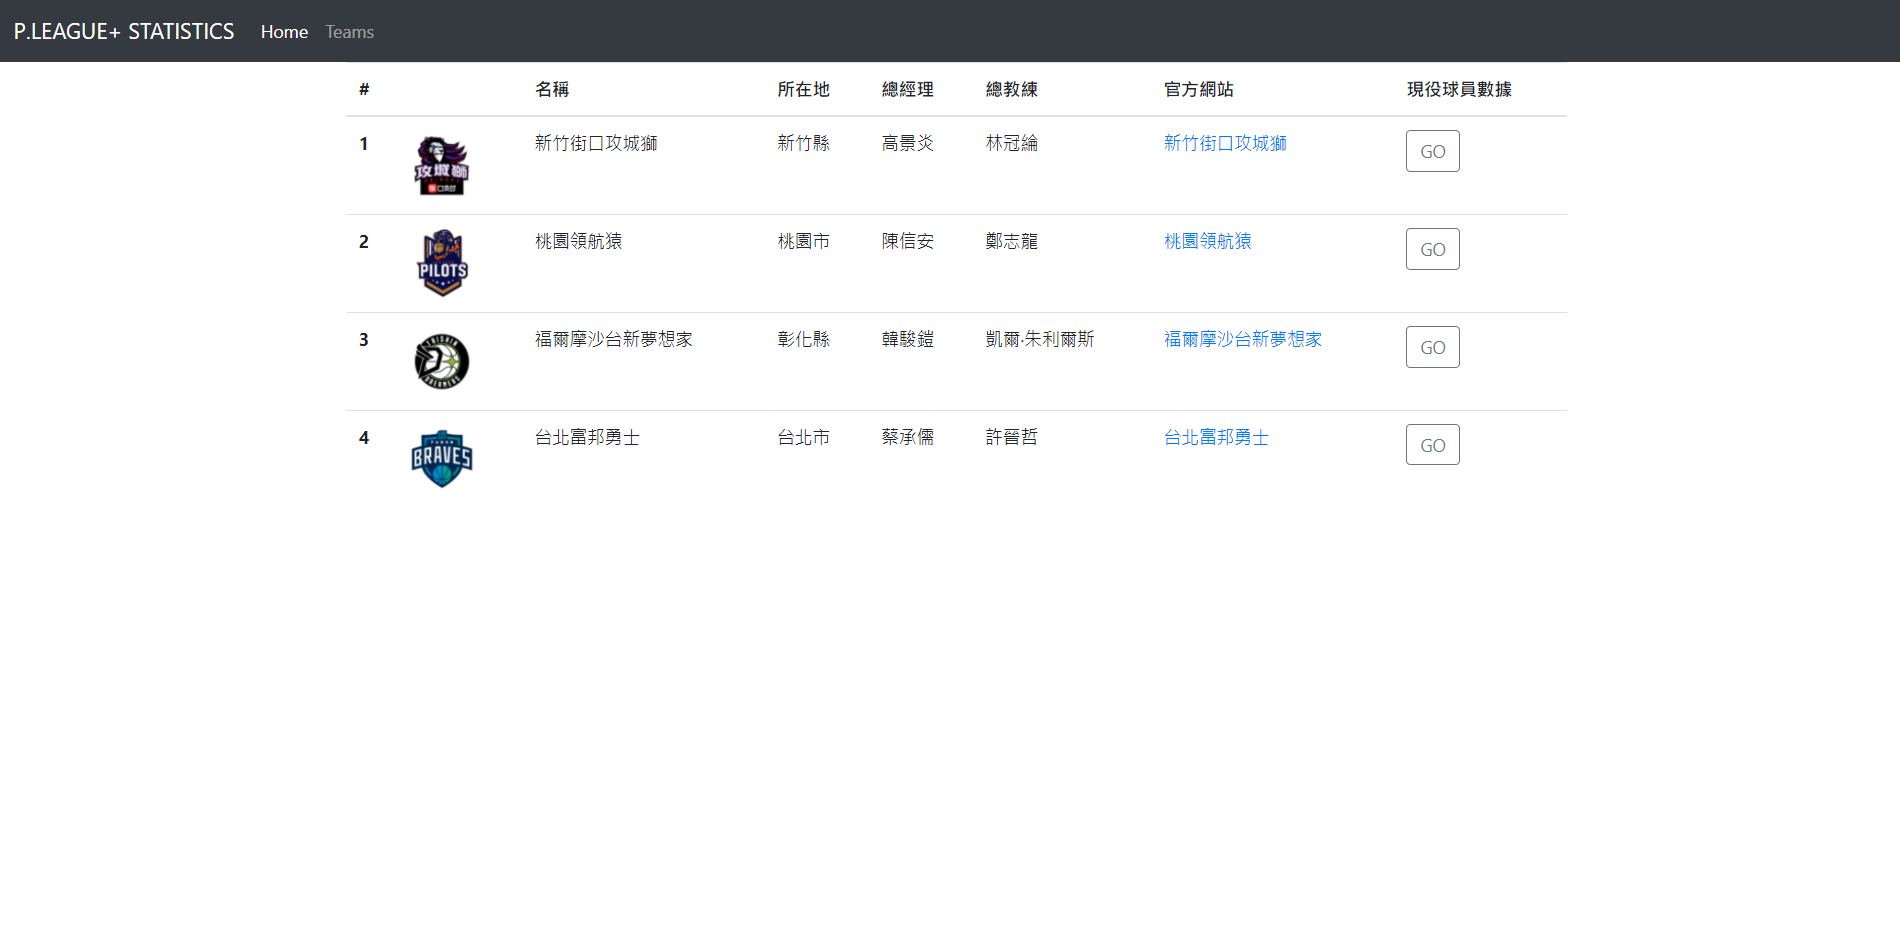 P.LEAGUE+ STATISTICS Home Teams
# 名稱 所在地 總經理 總教練 官方網站 現役球員數據
1 攻城獅 新竹街口攻城獅 新竹縣 高景炎 林冠綸 新竹街口攻城獅 GO
2 PILOTS 桃園領航猿 桃園市 陳信安 鄭志龍 桃園領航猿 GO
3 DREAMERS 福爾摩沙台新夢想家 彰化縣 韓駿鎧 凱爾·朱利爾斯 福爾摩沙台新夢想家 GO
4 BRAVES 台北富邦勇士 台北市 蔡承儒 許晉哲 台北富邦勇士 GO